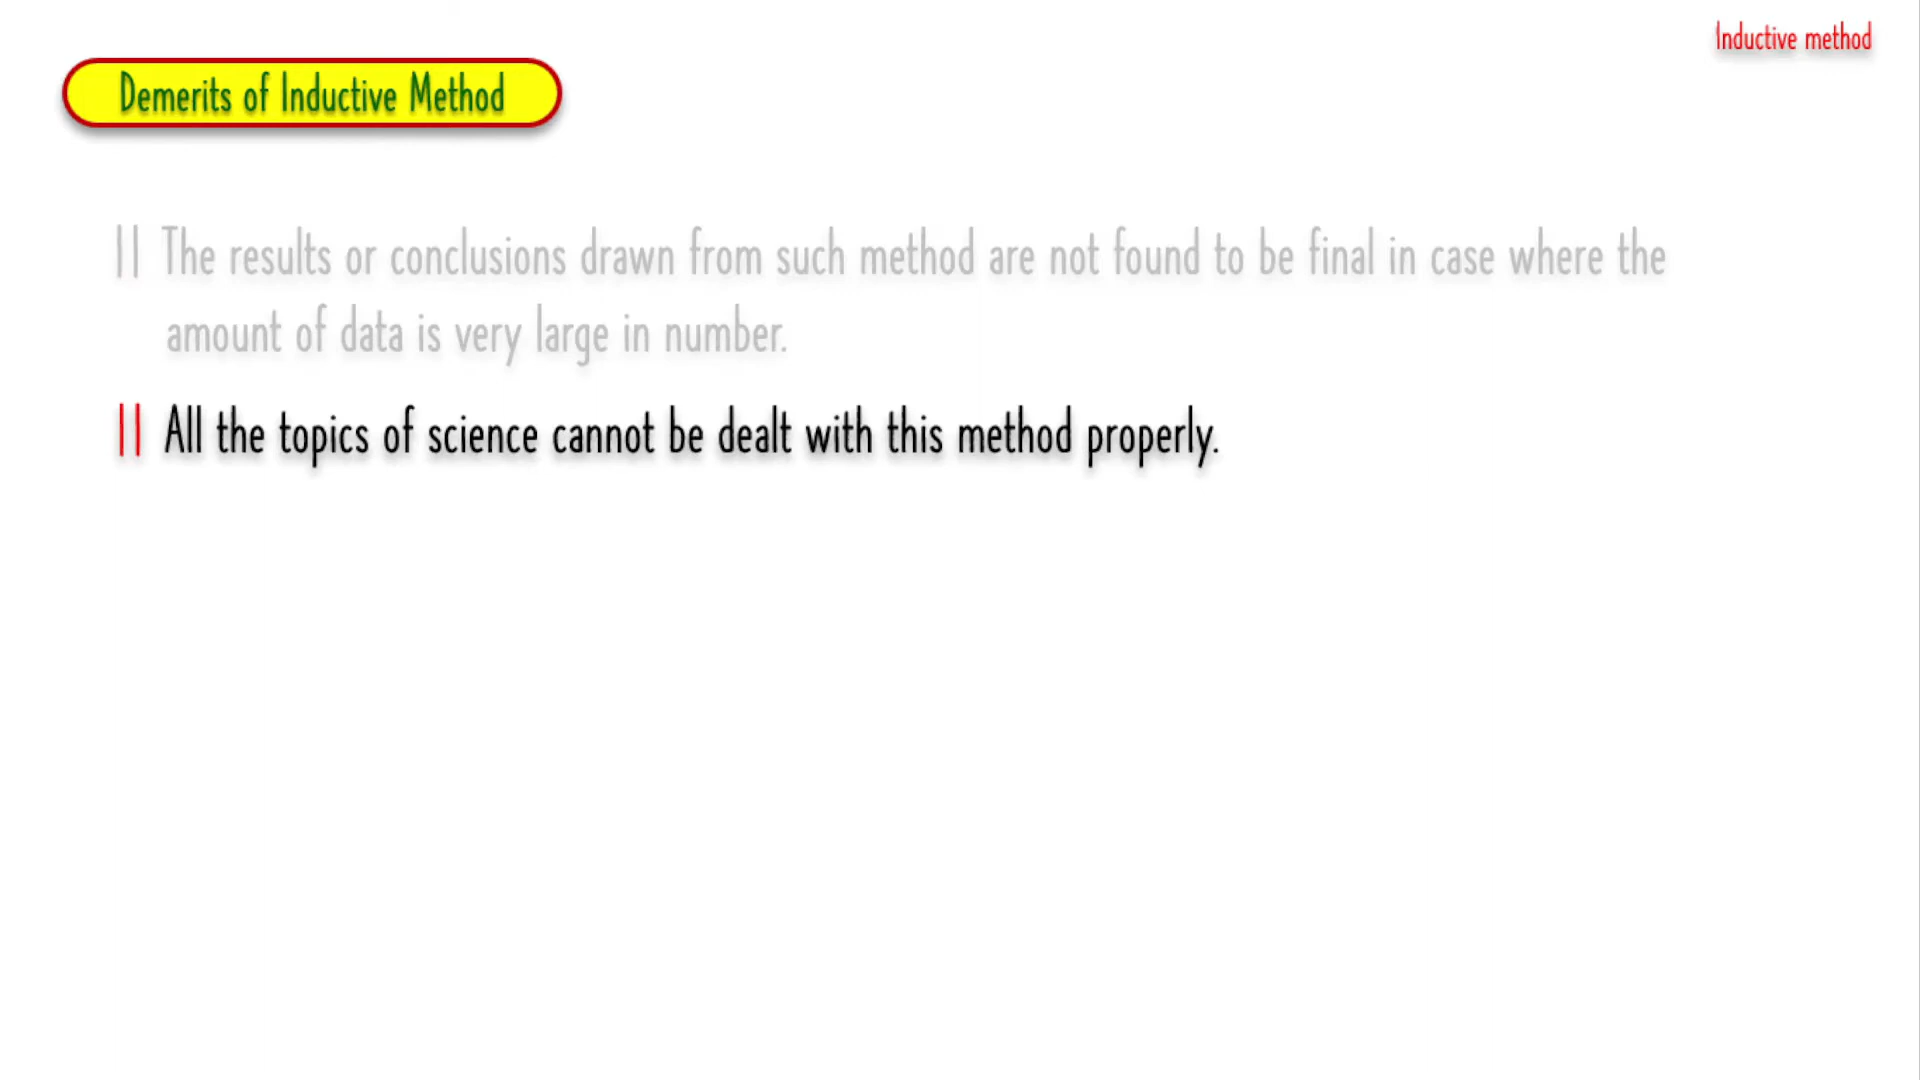 Inductive method
Demerits of Inductive Method
|| The results or conclusions drawn from such method are not found to be final in case where the
amount of data is very large in number.
|| All the topics of science cannot be dealt with this method properly.